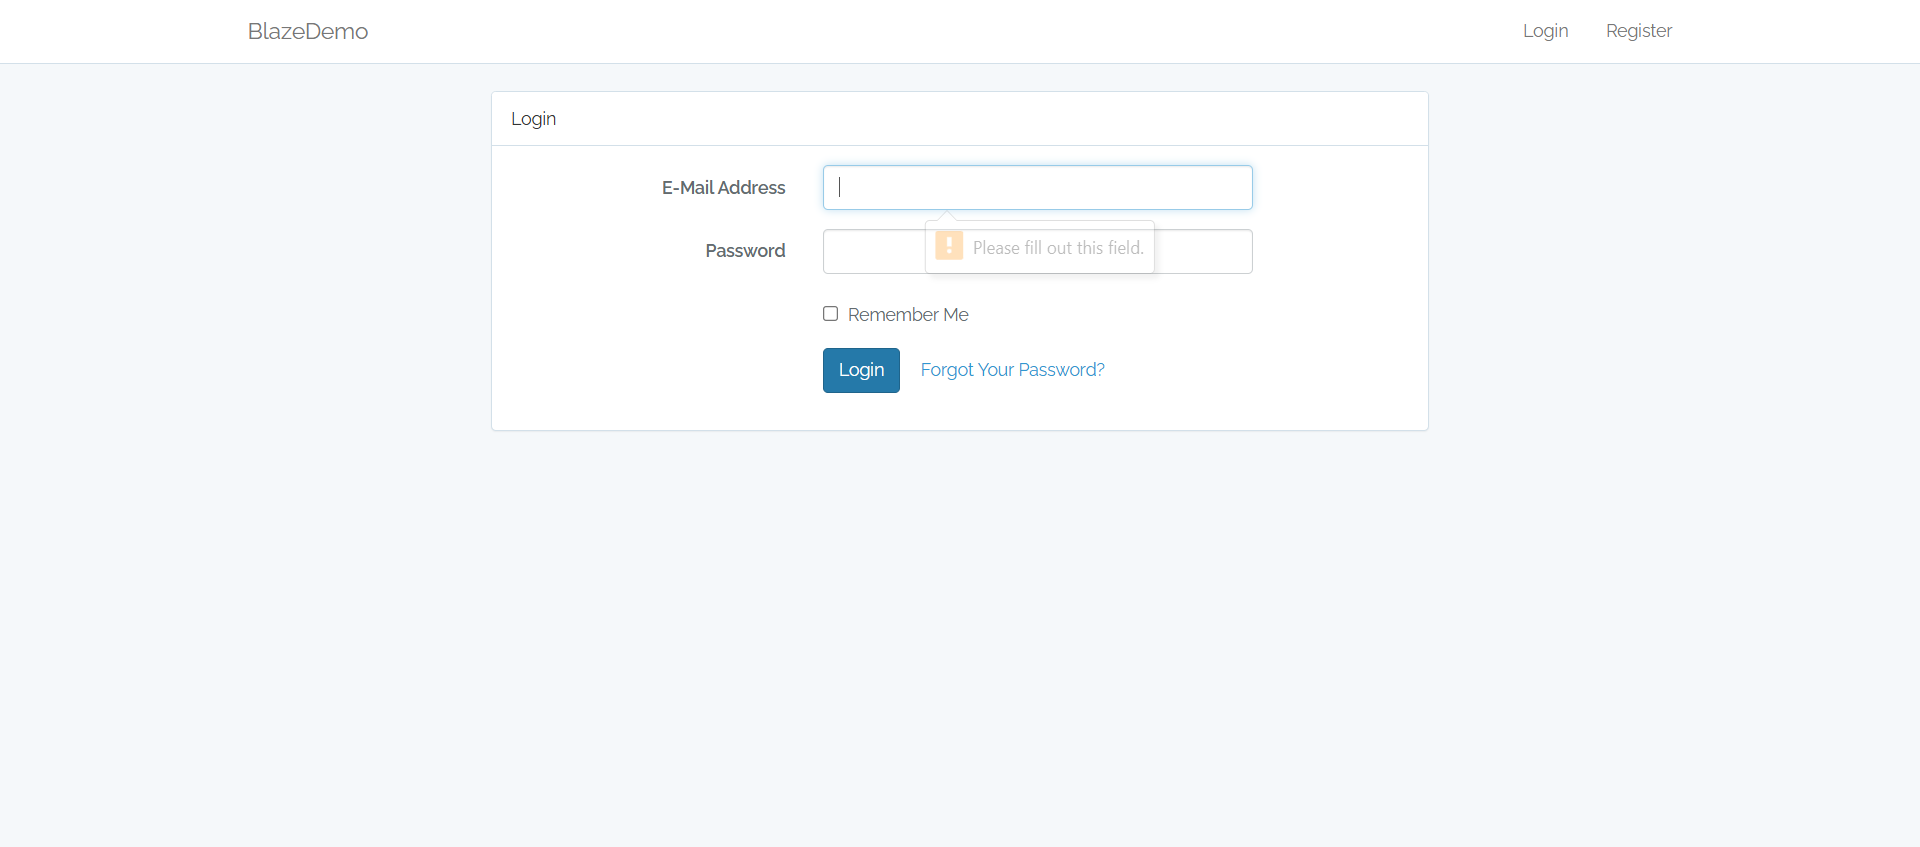 BlazeDemo
Login
Register
Login
E-Mail Address
Please fill out this field.
Password
Remember Me
Login
Forgot Your Password?